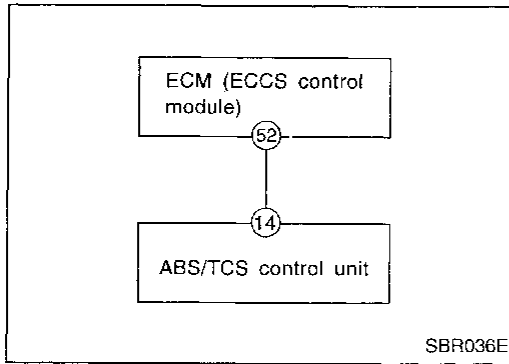 ECM (ECCS control
module)
52
14
ABS/TCS control unit
SBR036E